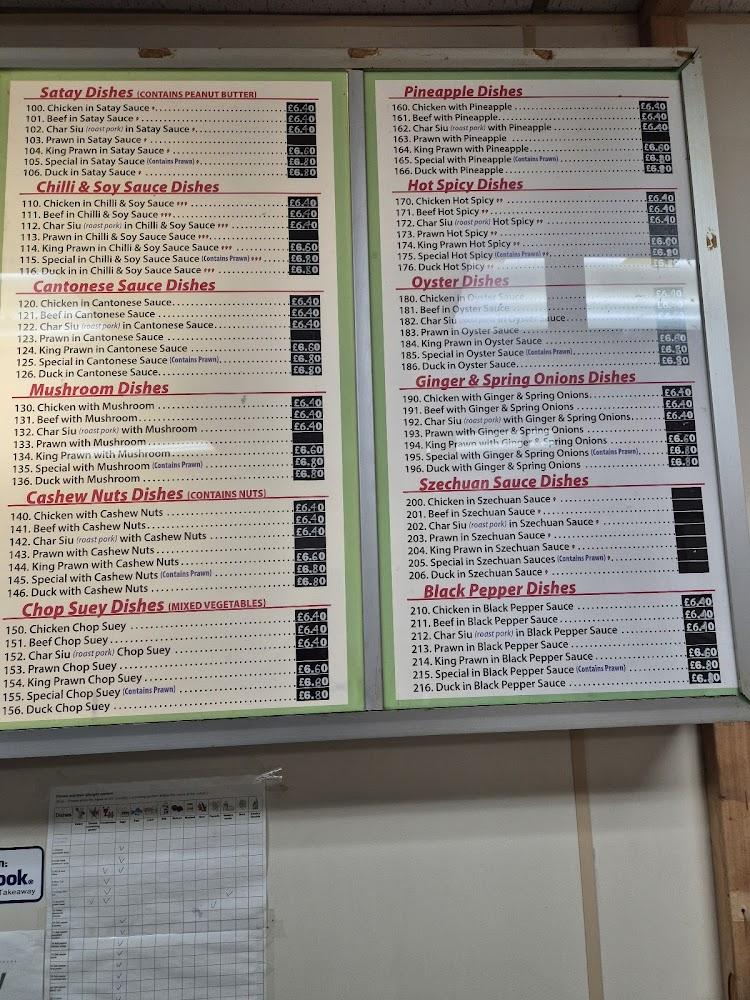 Satay Dishes (CONTAINS PEANUT BUTTER)
100. Chicken in Satay Sauce £6.40
101. Beef in Satay Sauce £6.40
102. Char Siu (roast pork) in Satay Sauce £6.40
103. Prawn in Satay Sauce
104. King Prawn in Satay Sauce £6.60
105. Special in Satay Sauce (Contains Prawn) £6.80
106. Duck in Satay Sauce £6.80
Chilli & Soy Sauce Dishes
110. Chicken in Chilli & Soy Sauce £6.40
111. Beef in Chilli & Soy Sauce £6.40
112. Char Siu (roast pork) in Chilli & Soy Sauce £6.40
113. Prawn in Chilli & Soy Sauce
114. King Prawn in Chilli & Soy Sauce £6.60
115. Special in Chilli & Soy Sauce Sauce (Contains Prawn) £6.80
116. Duck in in Chilli & Soy Sauce Sauce £6.80
Cantonese Sauce Dishes
120. Chicken in Cantonese Sauce £6.40
121. Beef in Cantonese Sauce £6.40
122. Char Siu (roast pork) in Cantonese Sauce £6.40
123. Prawn in Cantonese Sauce
124. King Prawn in Cantonese Sauce £6.60
125. Special in Cantonese Sauce (Contains Prawn) £6.80
126. Duck in Cantonese Sauce £6.80
Mushroom Dishes
130. Chicken with Mushroom £6.40
131. Beef with Mushroom £6.40
132. Char Siu (roast pork) with Mushroom £6.40
133. Prawn with Mushroom
134. King Prawn with Mushroom £6.60
135. Special with Mushroom (Contains Prawn) £6.80
136. Duck with Mushroom £6.80
Cashew Nuts Dishes (CONTAINS NUTS)
140. Chicken with Cashew Nuts £6.40
141. Beef with Cashew Nuts £6.40
142. Char Siu (roast pork) with Cashew Nuts £6.40
143. Prawn with Cashew Nuts
144. King Prawn with Cashew Nuts £6.60
145. Special with Cashew Nuts (Contains Prawn) £6.80
146. Duck with Cashew Nuts £6.80
Chop Suey Dishes (MIXED VEGETABLES)
150. Chicken Chop Suey £6.40
151. Beef Chop Suey £6.40
152. Char Siu (roast pork) Chop Suey £6.40
153. Prawn Chop Suey
154. King Prawn Chop Suey £6.60
155. Special Chop Suey (Contains Prawn) £6.80
156. Duck Chop Suey £6.80
Pineapple Dishes
160. Chicken with Pineapple £6.40
161. Beef with Pineapple £6.40
162. Char Siu (roast pork) with Pineapple £6.40
163. Prawn with Pineapple
164. King Prawn with Pineapple £6.60
165. Special with Pineapple (Contains Prawn) £6.80
166. Duck with Pineapple £6.80
Hot Spicy Dishes
170. Chicken Hot Spicy £6.40
171. Beef Hot Spicy £6.40
172. Char Siu (roast pork) Hot Spicy £6.40
173. Prawn Hot Spicy
174. King Prawn Hot Spicy £6.60
175. Special Hot Spicy (Contains Prawn) £6.80
176. Duck Hot Spicy
Oyster Dishes
180. Chicken in Oyster Sauce £6.40
181. Beef in Oyster Sauce
182. Char Siu in Oyster Sauce
183. Prawn in Oyster Sauce
184. King Prawn in Oyster Sauce £6.60
185. Special in Oyster Sauce (Contains Prawn) £6.80
186. Duck in Oyster Sauce £6.80
Ginger & Spring Onions Dishes
190. Chicken with Ginger & Spring Onions £6.40
191. Beef with Ginger & Spring Onions £6.40
192. Char Siu (roast pork) with Ginger & Spring Onions £6.40
193. Prawn with Ginger & Spring Onions
194. King Prawn with Ginger & Spring Onions £6.60
195. Special with Ginger & Spring Onions (Contains Prawn) £6.80
196. Duck with Ginger & Spring Onions £6.80
Szechuan Sauce Dishes
200. Chicken in Szechuan Sauce
201. Beef in Szechuan Sauce
202. Char Siu (roast pork) in Szechuan Sauce
203. Prawn in Szechuan Sauce
204. King Prawn in Szechuan Sauce
205. Special in Szechuan Sauces (Contains Prawn)
206. Duck in Szechuan Sauce
Black Pepper Dishes
210. Chicken in Black Pepper Sauce £6.40
211. Beef in Black Pepper Sauce £6.40
212. Char Siu (roast pork) in Black Pepper Sauce £6.40
213. Prawn in Black Pepper Sauce
214. King Prawn in Black Pepper Sauce £6.60
215. Special in Black Pepper Sauce (Contains Prawn) £6.80
216. Duck in Black Pepper Sauce £6.80
Takeaway
DISHES